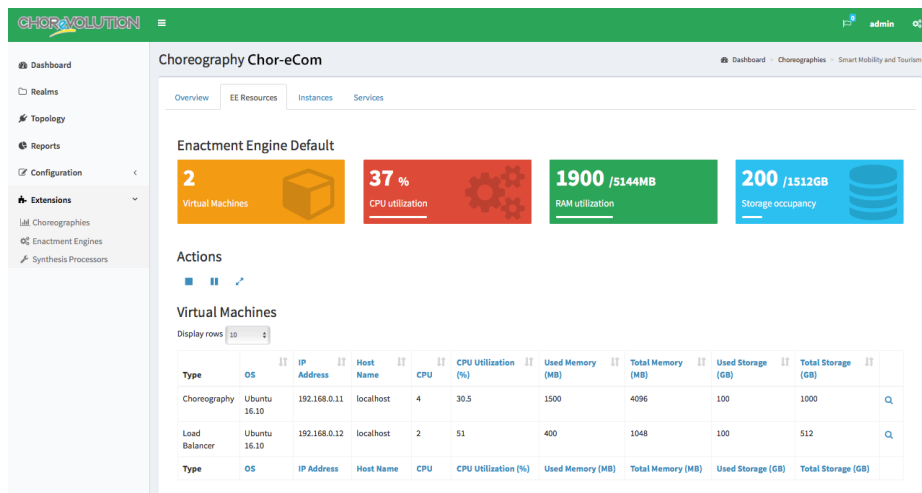 CHOReVOLUTION
0
admin
Dashboard
Realms
Topology
Reports
Configuration
Extensions
Choreographies
Enactment Engines
Synthesis Processors
Choreography Chor-eCom
Dashboard > Choreographies > Smart Mobility and Tourism
Overview EE Resources Instances Services
Enactment Engine Default
2
Virtual Machines
37 %
CPU utilization
1900 /5144MB
RAM utilization
200 /1512GB
Storage occupancy
Actions
Virtual Machines
Display rows 10
Type OS IP Address Host Name CPU CPU Utilization (%) Used Memory (MB) Total Memory (MB) Used Storage (GB) Total Storage (GB)
Choreography Ubuntu 16.10 192.168.0.11 localhost 4 30.5 1500 4096 100 1000
Load Balancer Ubuntu 16.10 192.168.0.12 localhost 2 51 400 1048 100 512
Type OS IP Address Host Name CPU CPU Utilization (%) Used Memory (MB) Total Memory (MB) Used Storage (GB) Total Storage (GB)